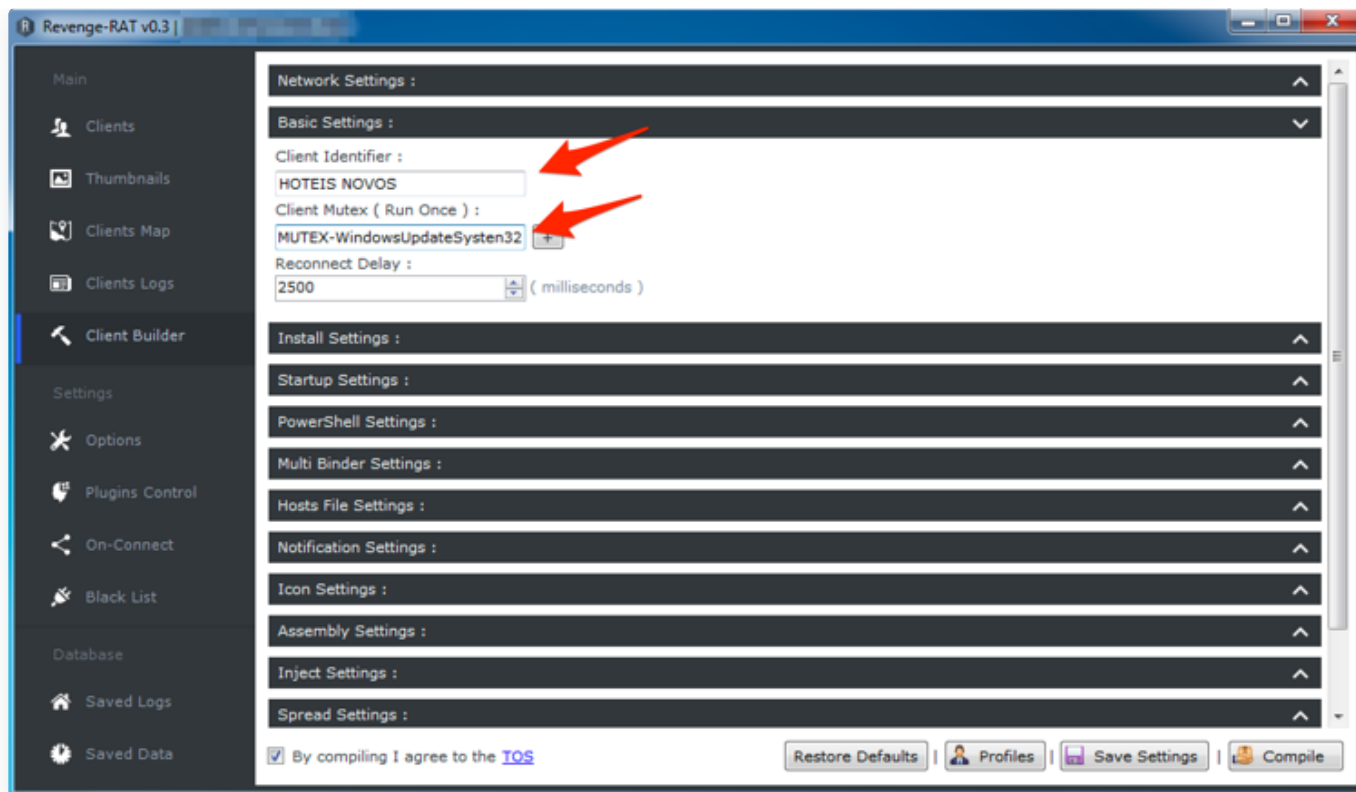 Revenge-RAT v0.3 |
Main
Clients
Thumbnails
Clients Map
Clients Logs
Client Builder
Settings
Options
Plugins Control
On-Connect
Black List
Database
Saved Logs
Saved Data
Network Settings :
Basic Settings :
Client Identifier :
HOTEIS NOVOS
Client Mutex ( Run Once ) :
MUTEX-WindowsUpdateSysten32
+
Reconnect Delay :
2500 ( milliseconds )
Install Settings :
Startup Settings :
PowerShell Settings :
Multi Binder Settings :
Hosts File Settings :
Notification Settings :
Icon Settings :
Assembly Settings :
Inject Settings :
Spread Settings :
By compiling I agree to the TOS
Restore Defaults | Profiles | Save Settings | Compile